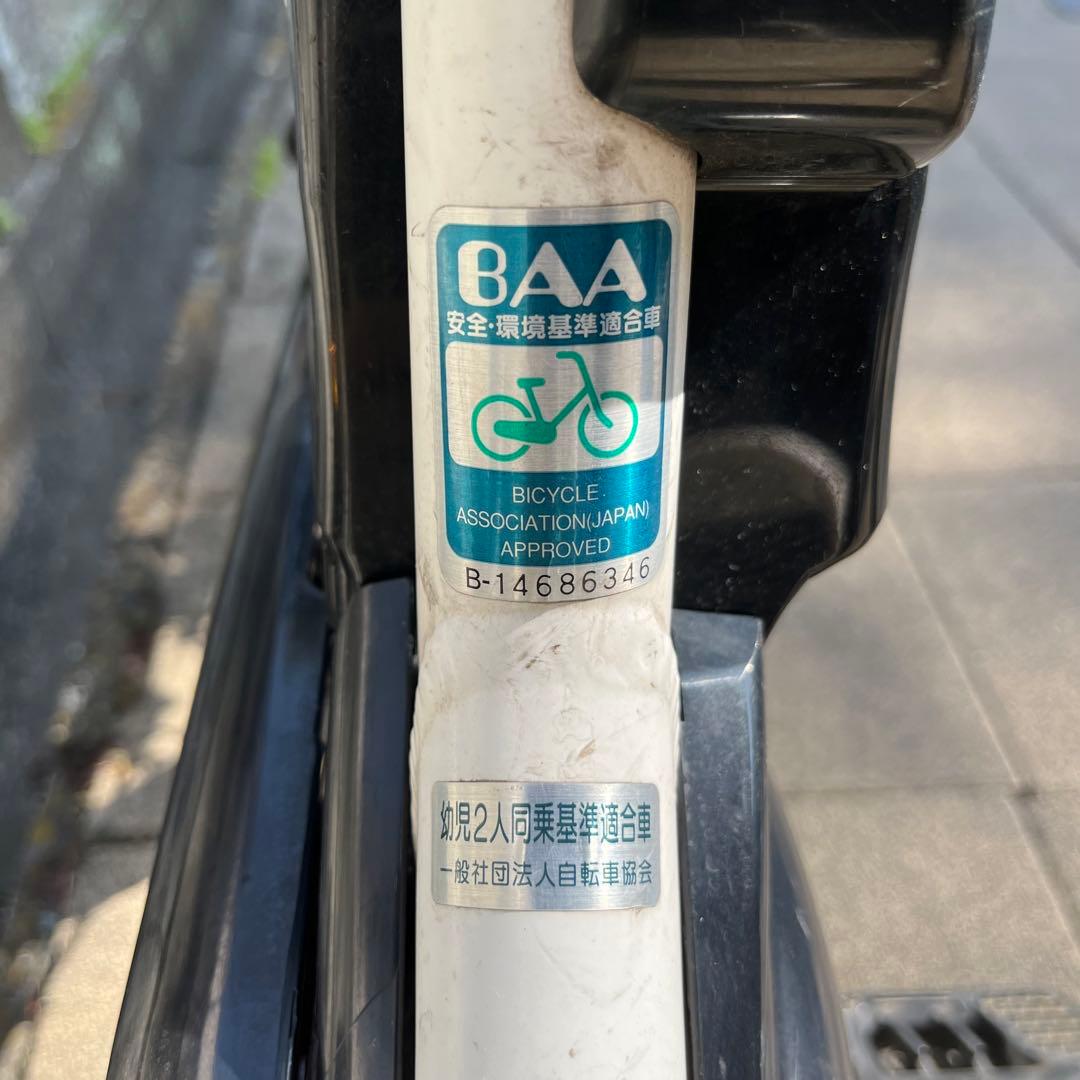 BAA
安全・環境基準適合車
BICYCLE
ASSOCIATION(JAPAN)
APPROVED
B-14686346
幼児2人同乗基準適合車
一般社団法人自転車協会